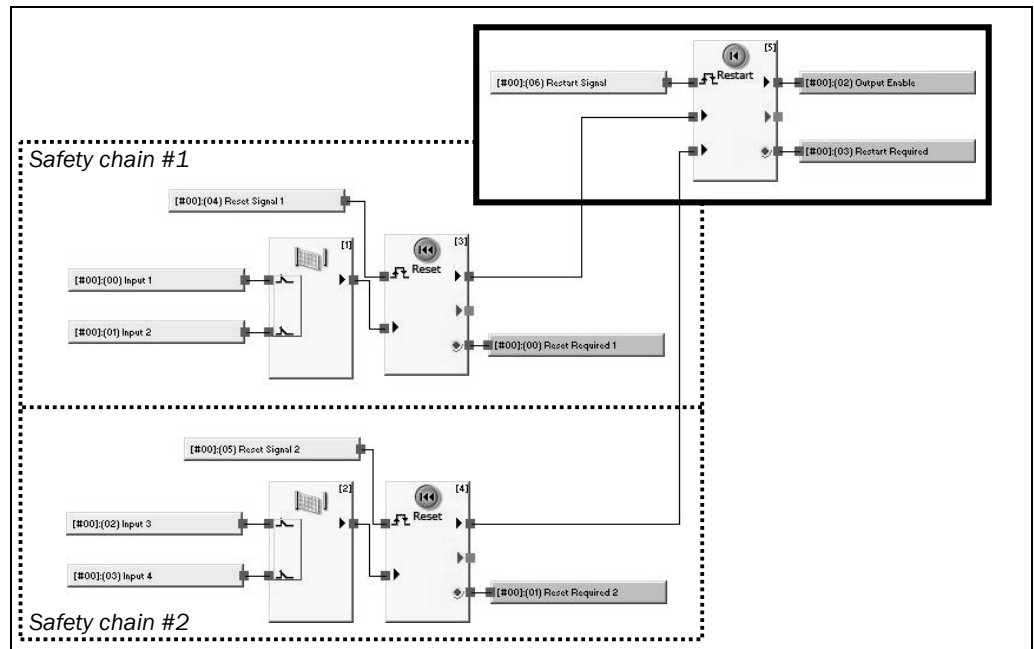 [5]
[#00]:(06) Restart Signal
Restart
[#00]:(02) Output Enable
[#00]:(03) Restart Required
Safety chain #1
[#00]:(04) Reset Signal 1
[1]
[3]
Reset
[#00]:(00) Input 1
[#00]:(01) Input 2
[#00]:(00) Reset Required 1
[#00]:(05) Reset Signal 2
[2]
[4]
Reset
[#00]:(02) Input 3
[#00]:(03) Input 4
[#00]:(01) Reset Required 2
Safety chain #2